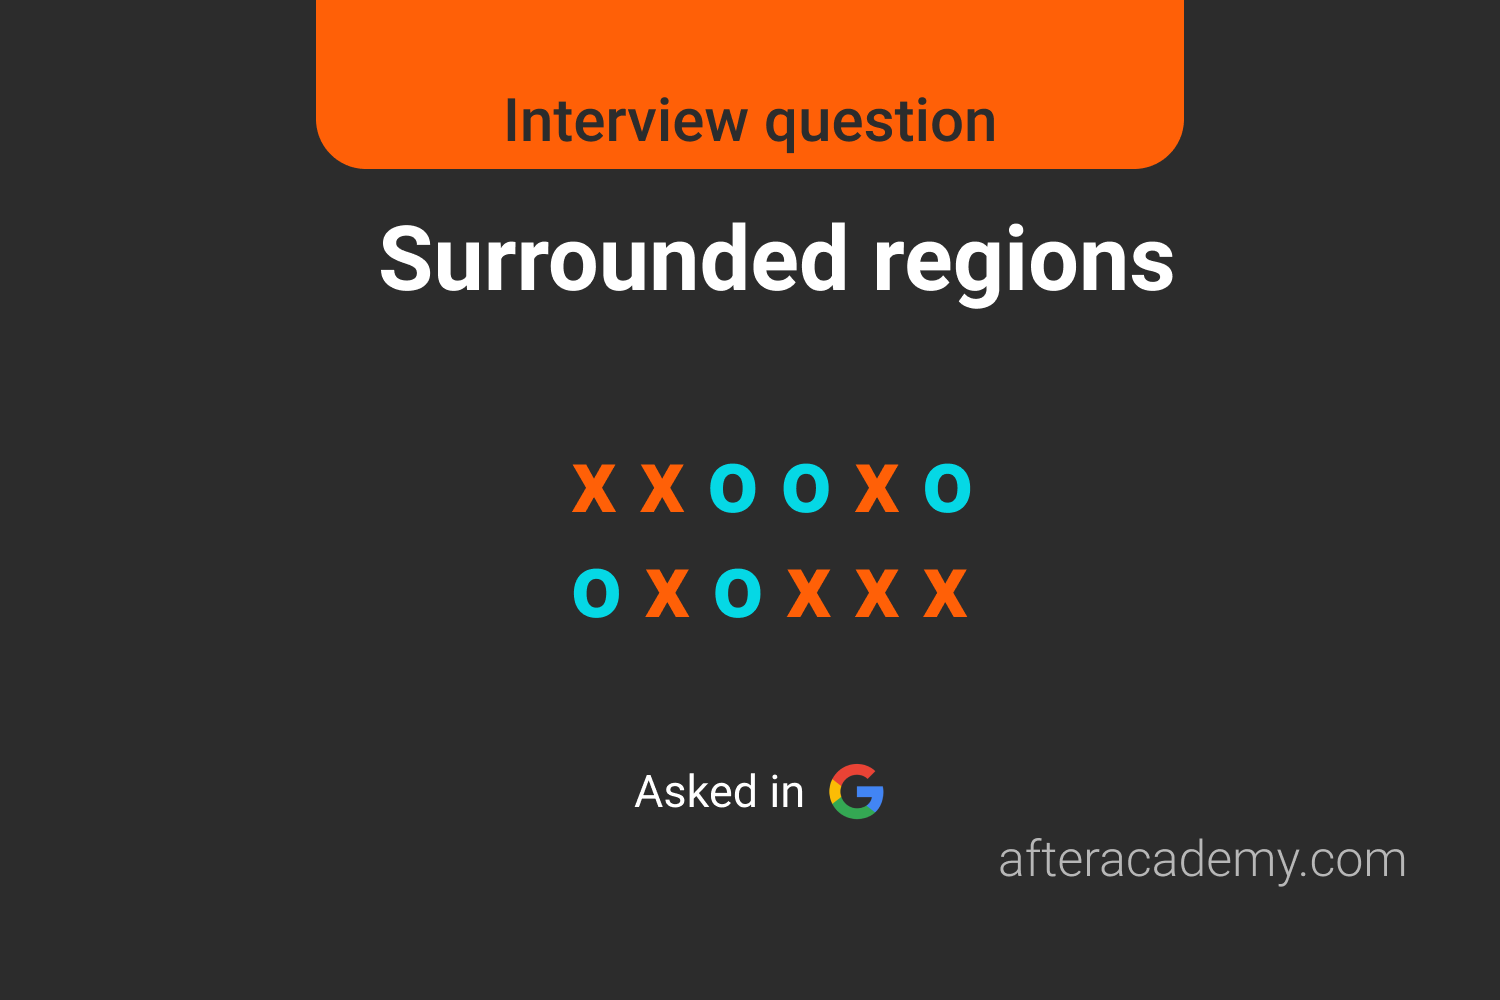 Interview question
Surrounded regions
x x o o x o
o x o x x x
Asked in G
afteracademy.com